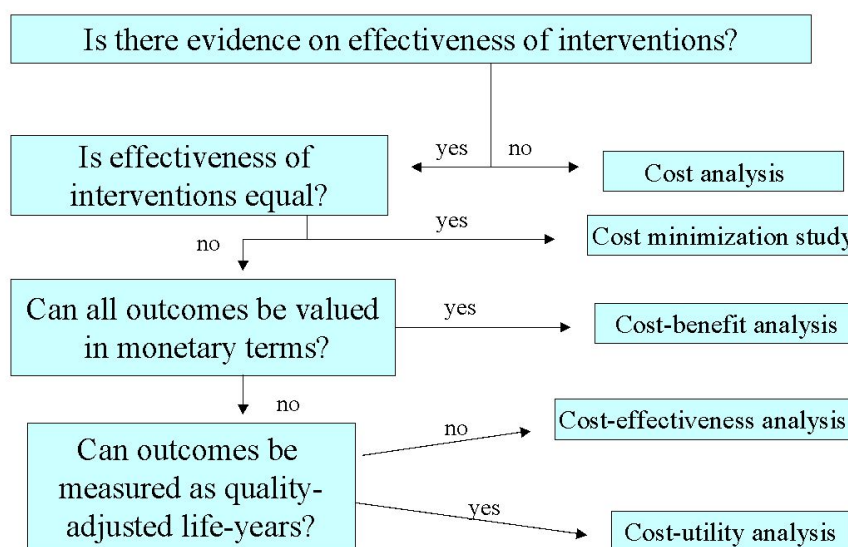 Is there evidence on effectiveness of interventions?
yes
no
Is effectiveness of
interventions equal?
Cost analysis
yes
Cost minimization study
no
Can all outcomes be valued
in monetary terms?
yes
Cost-benefit analysis
no
Cost-effectiveness analysis
no
Can outcomes be
measured as quality-
adjusted life-years?
yes
Cost-utility analysis